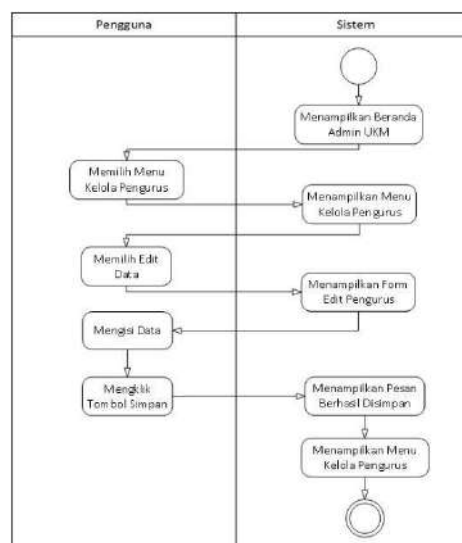 Pengguna
Sistem
Menampilkan Beranda
Admin UKM
Memilih Menu
Kelola Pengurus
Menampilkan Menu
Kelola Pengurus
Memilih Edit
Data
Menampilkan Form
Edit Pengurus
Mengisi Data
Mengklik
Tombol Simpan
Menampilkan Pesan
Berhasil Disimpan
Menampilkan Menu
Kelola Pengurus